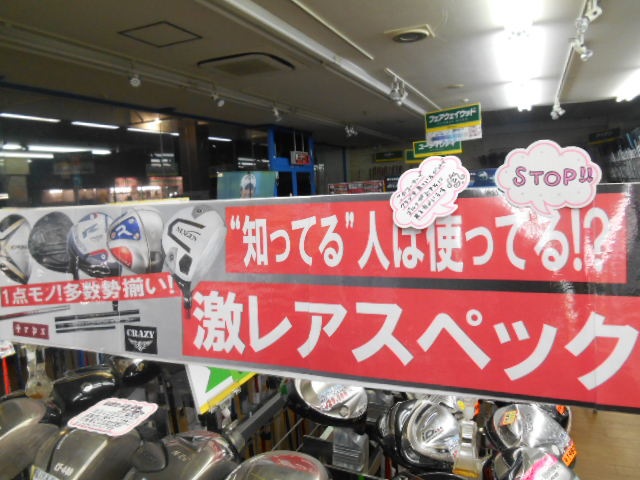 フェアウェイウッド
ユーティリティ
STOP!!
"知ってる"人は使ってる!?
1点モノ!多数勢揃い!
激レアスペック
trpx
CRAZY